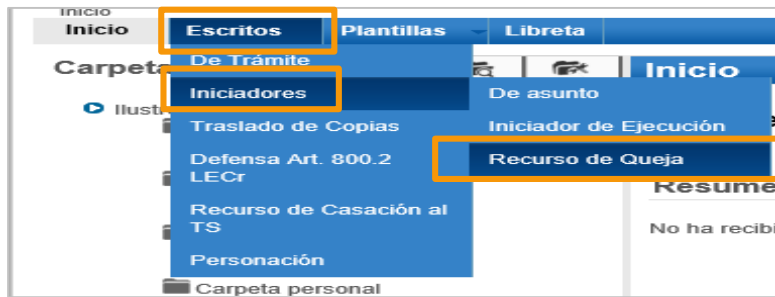 Inicio
Inicio Escritos Plantillas Libreta
Carpeta De Trámite Inicio
Iniciadores De asunto
Ilust
Traslado de Copias Iniciador de Ejecución
Defensa Art. 800.2 Recurso de Queja
LECr
Resume
Recurso de Casación al
TS No ha recibi
Personación
Carpeta personal